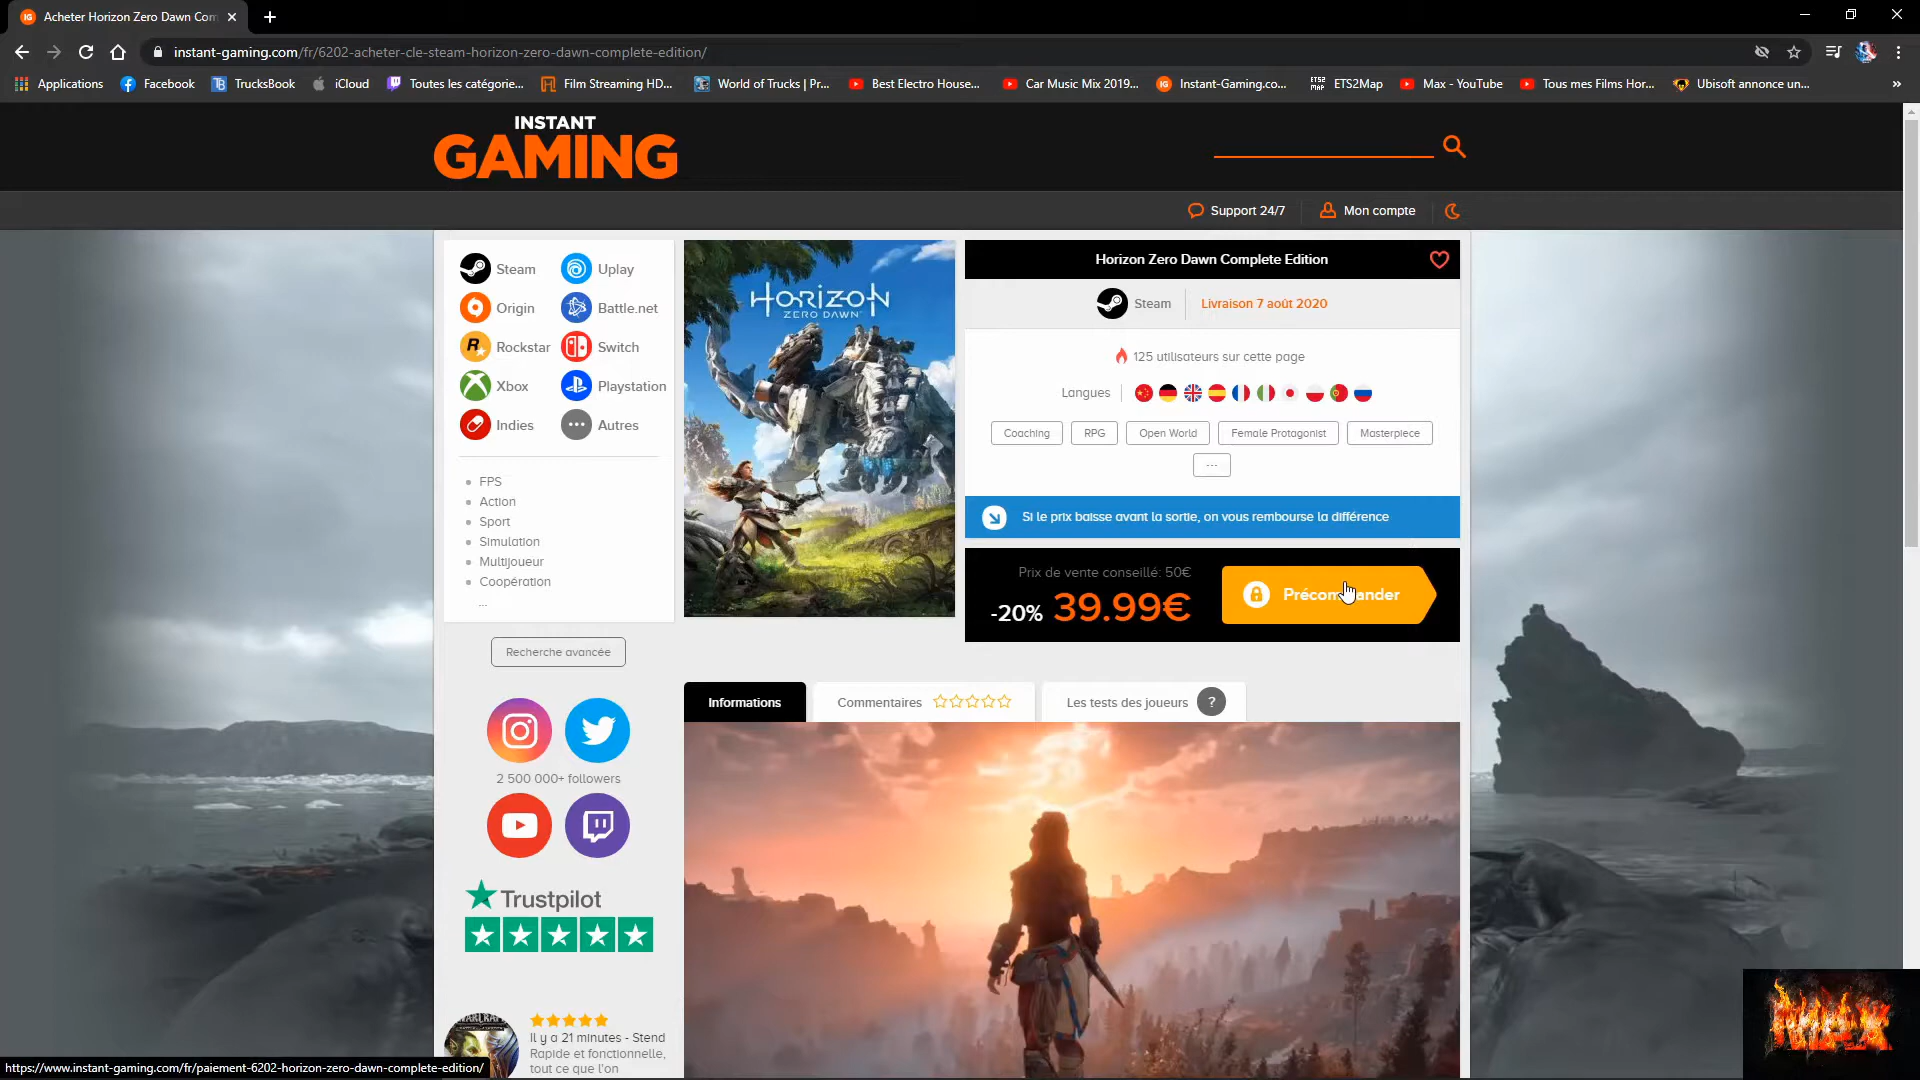 Acheter Horizon Zero Dawn Com
instant-gaming.com/fr/6202-acheter-cle-steam-horizon-zero-dawn-complete-edition/
Applications
Facebook
TrucksBook
iCloud
Toutes les catégorie...
Film Streaming HD...
World of Trucks | Pr...
Best Electro House...
Car Music Mix 2019...
Instant-Gaming.co...
ETS2Map
Max - YouTube
Tous mes Films Hor...
Ubisoft annonce un...
INSTANT
GAMING
Support 24/7
Mon compte
Steam
Uplay
Origin
Battle.net
Rockstar
Switch
Xbox
Playstation
Indies
Autres
FPS
Action
Sport
Simulation
Multijoueur
Coopération
...
Recherche avancée
2 500 000+ followers
Trustpilot
Il y a 21 minutes - Stend
Rapide et fonctionnelle,
tout ce que l'on
HORIZON
ZERO DAWN
Horizon Zero Dawn Complete Edition
Steam
Livraison 7 août 2020
125 utilisateurs sur cette page
Langues
Coaching
RPG
Open World
Female Protagonist
Masterpiece
...
Si le prix baisse avant la sortie, on vous rembourse la différence
Prix de vente conseillé: 50€
-20% 39.99€
Informations
Commentaires
Les tests des joueurs ?
https://www.instant-gaming.com/fr/paiement-6202-horizon-zero-dawn-complete-edition/